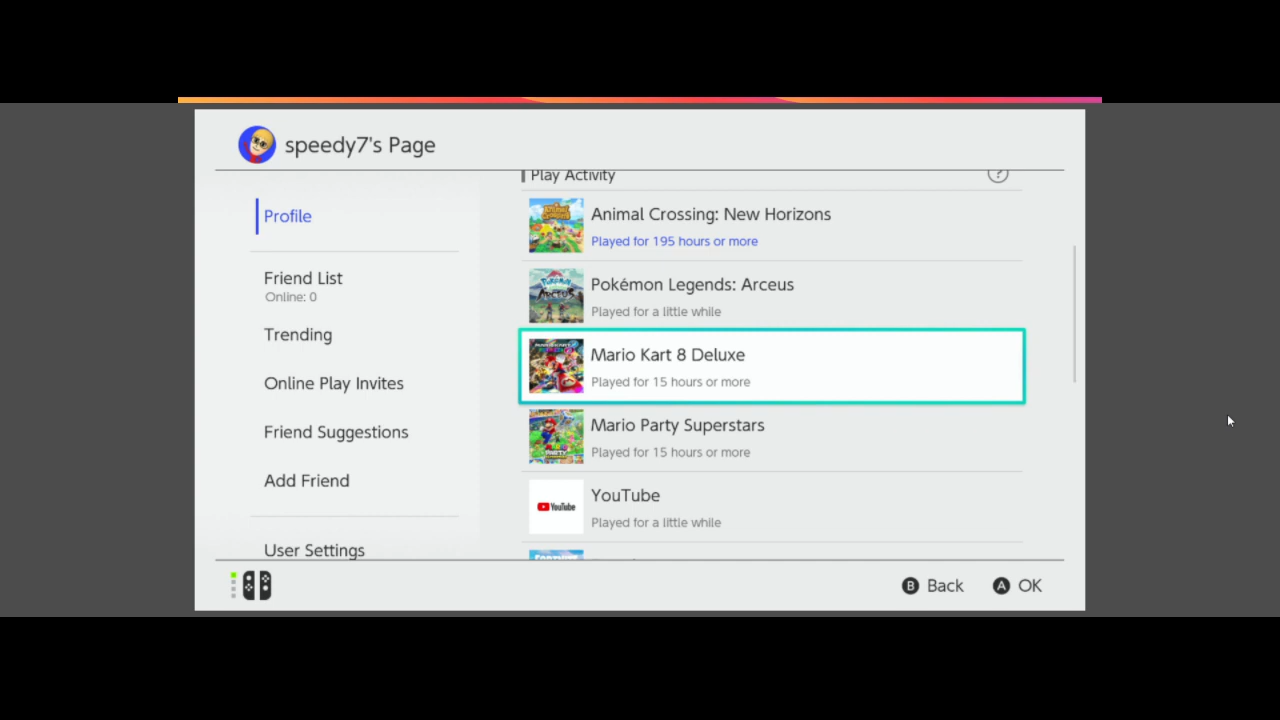 speedy7's Page
Profile
Friend List
Online: 0
Trending
Online Play Invites
Friend Suggestions
Add Friend
User Settings
Play Activity
?
Animal Crossing: New Horizons
Played for 195 hours or more
Pokémon Legends: Arceus
Played for a little while
Mario Kart 8 Deluxe
Played for 15 hours or more
Mario Party Superstars
Played for 15 hours or more
YouTube
YouTube
Played for a little while
B Back
A OK